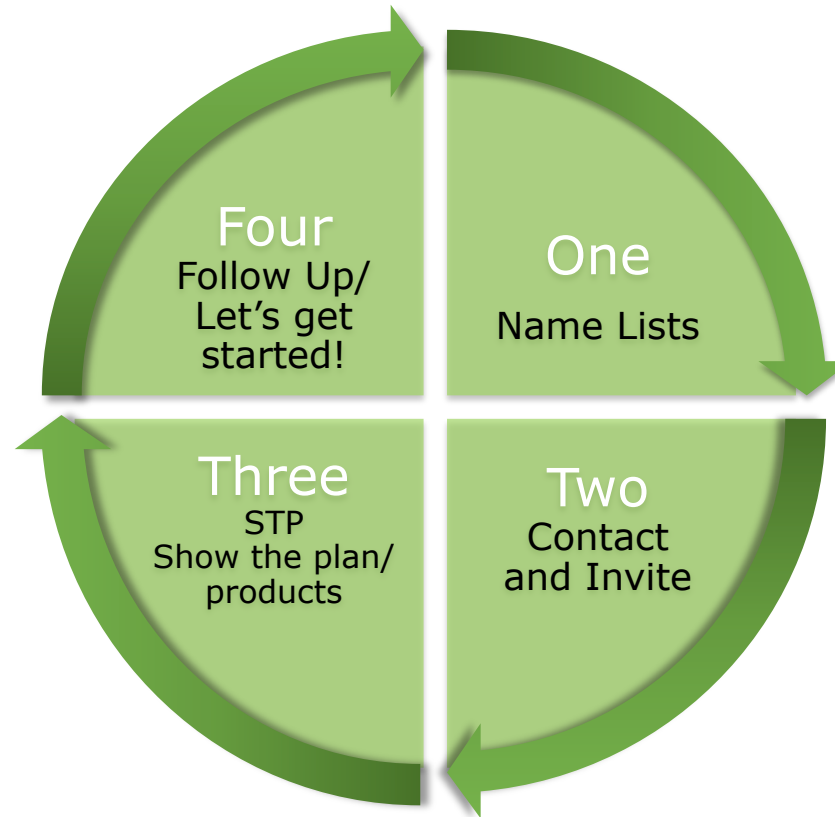 One
Name Lists
Two
Contact
and Invite
Three
STP
Show the plan/
products
Four
Follow Up/
Let’s get
started!